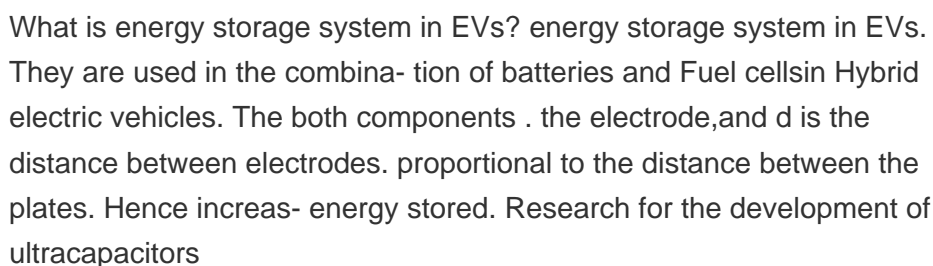 What is energy storage system in EVs? energy storage system in EVs.
They are used in the combina- tion of batteries and Fuel cellsin Hybrid
electric vehicles. The both components . the electrode,and d is the
distance between electrodes. proportional to the distance between the
plates. Hence increas- energy stored. Research for the development of
ultracapacitors